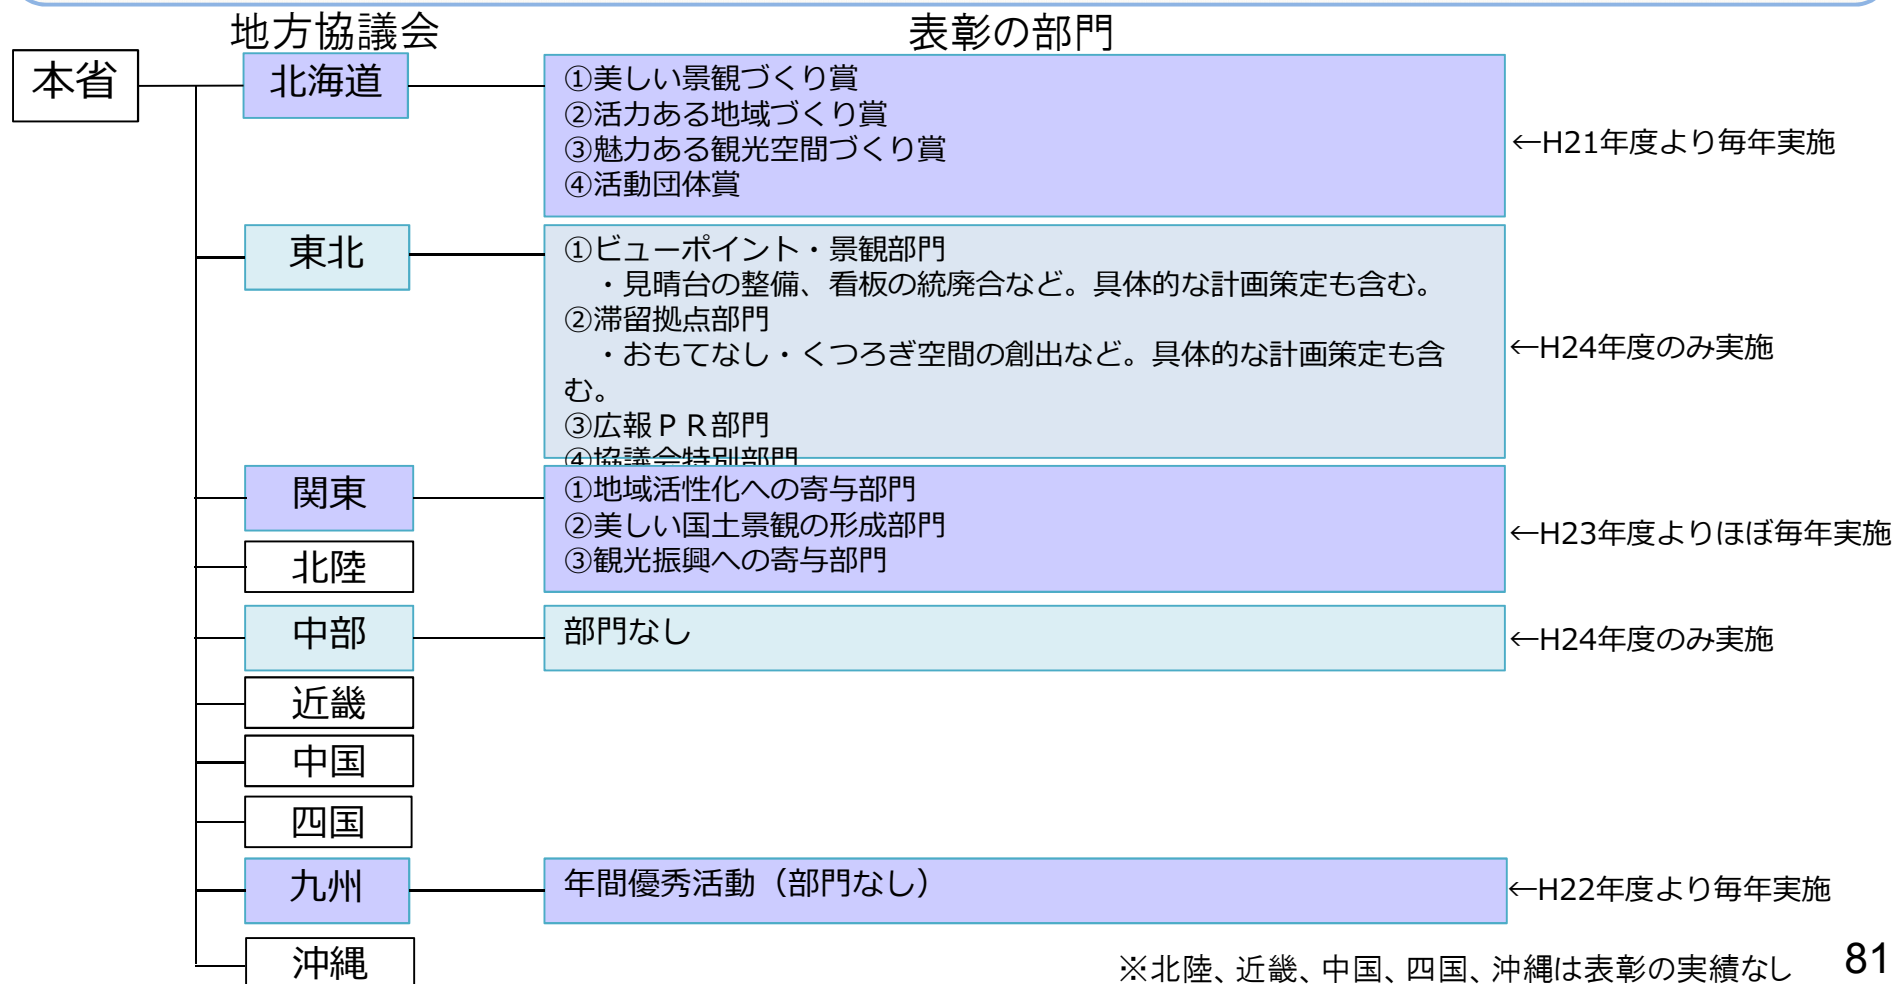 地方協議会
表彰の部門
本省
北海道
①美しい景観づくり賞
②活力ある地域づくり賞
③魅力ある観光空間づくり賞
④活動団体賞
←H21年度より毎年実施
東北
①ビューポイント・景観部門
・見晴台の整備、看板の統廃合など。具体的な計画策定も含む。
②滞留拠点部門
・おもてなし・くつろぎ空間の創出など。具体的な計画策定も含
む。
③広報ＰＲ部門
④協議会特別部門
←H24年度のみ実施
関東
①地域活性化への寄与部門
②美しい国土景観の形成部門
③観光振興への寄与部門
←H23年度よりほぼ毎年実施
北陸
中部
部門なし
←H24年度のみ実施
近畿
中国
四国
九州
年間優秀活動（部門なし）
←H22年度より毎年実施
沖縄
※北陸、近畿、中国、四国、沖縄は表彰の実績なし
81